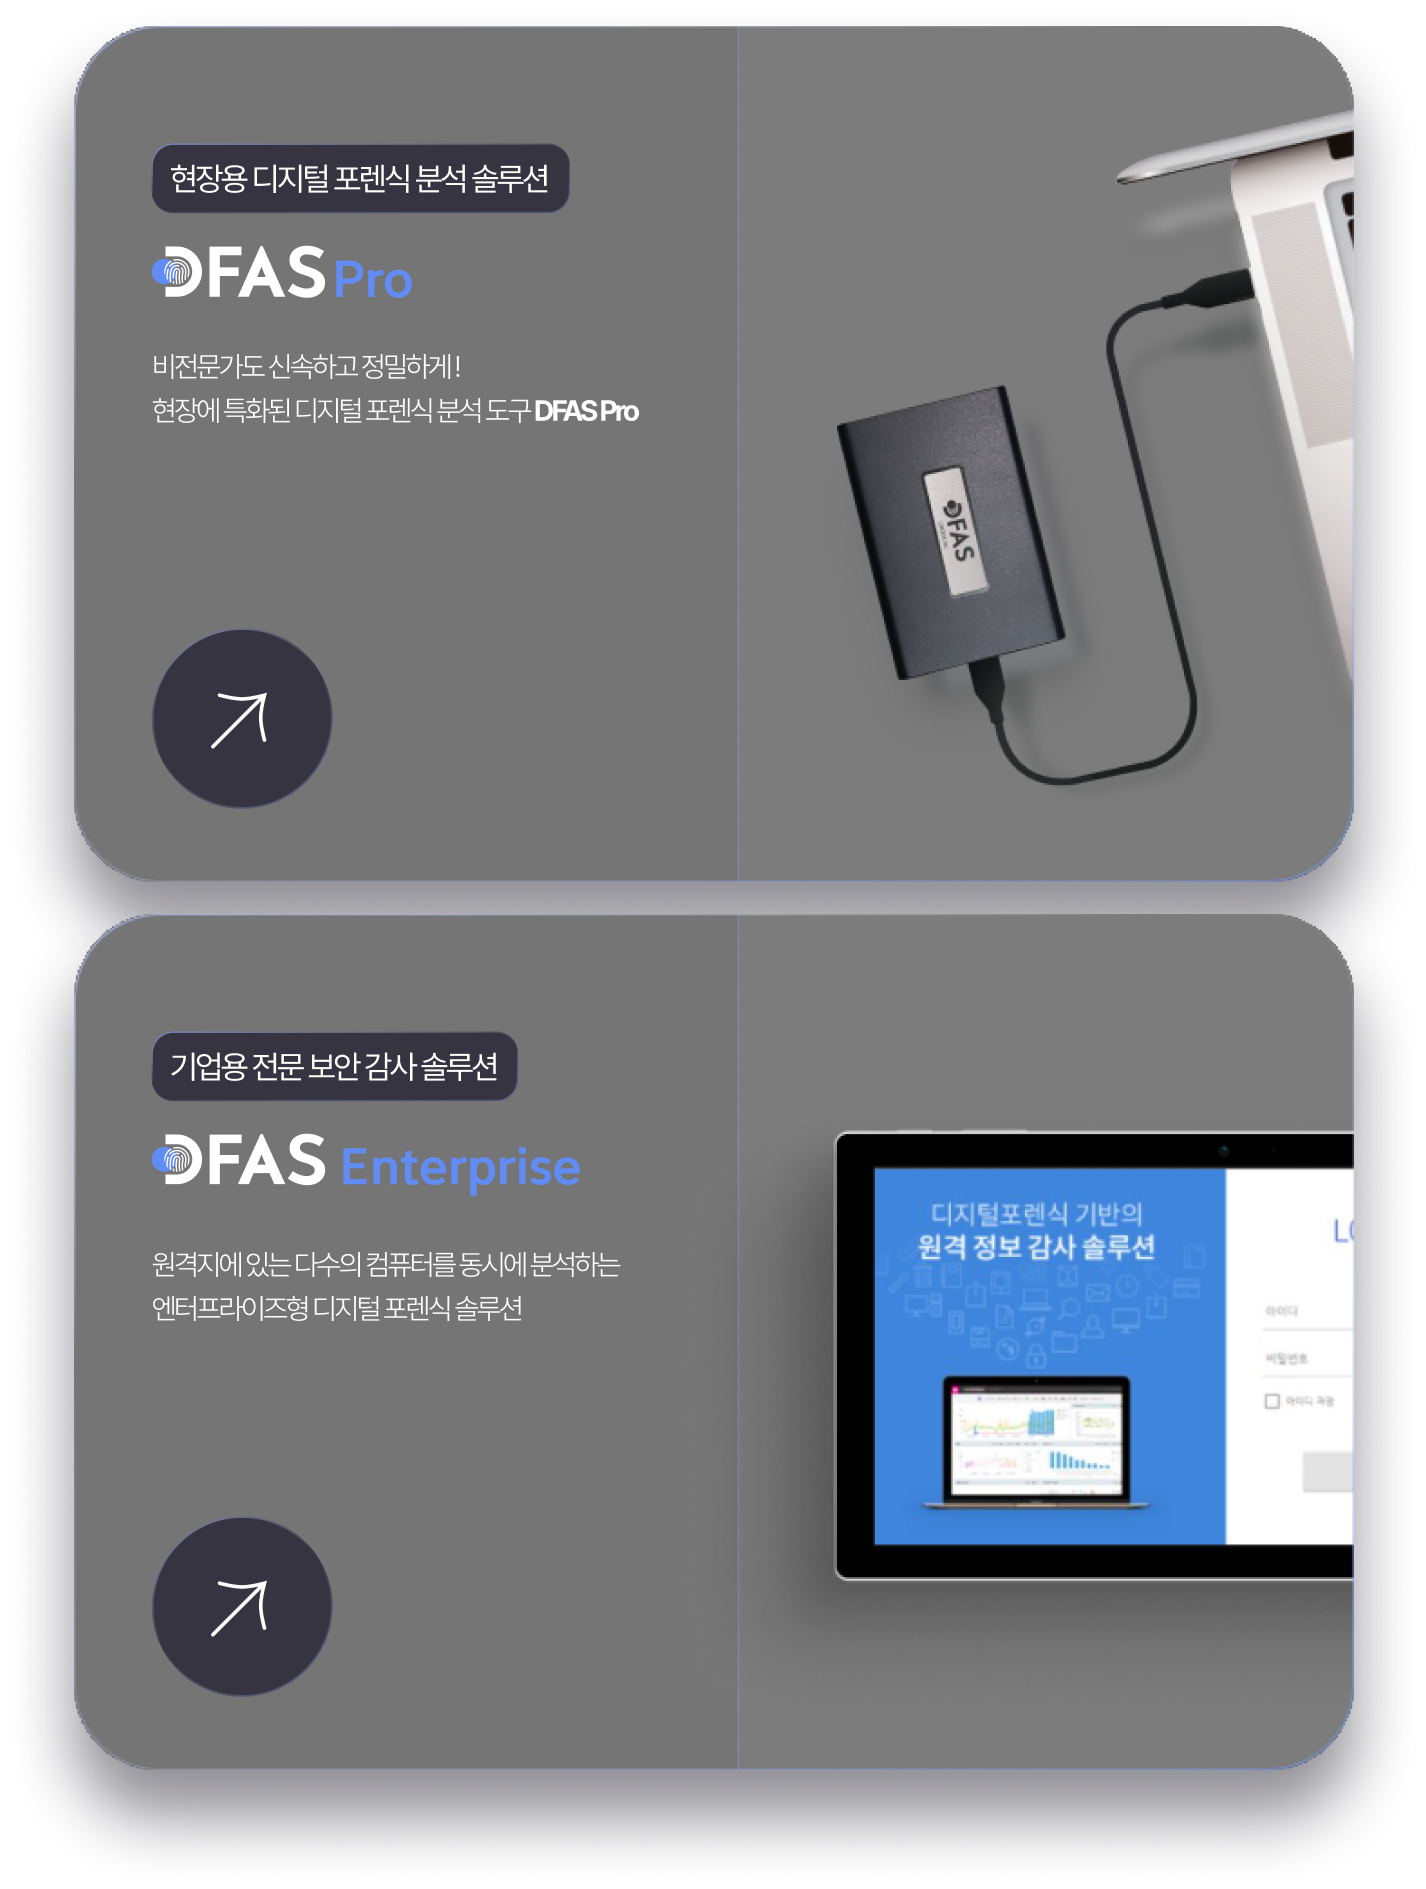 현장용 디지털 포렌식 분석 솔루션
DFAS Pro
비전문가도 신속하고 정밀하게!
현장에 특화된 디지털 포렌식 분석 도구 DFAS Pro
DFAS
기업용 전문 보안 감사 솔루션
DFAS Enterprise
원격지에 있는 다수의 컴퓨터를 동시에 분석하는
엔터프라이즈형 디지털 포렌식 솔루션
디지털포렌식 기반의
원격 정보 감사 솔루션
아이디
비밀번호
아이디 저장